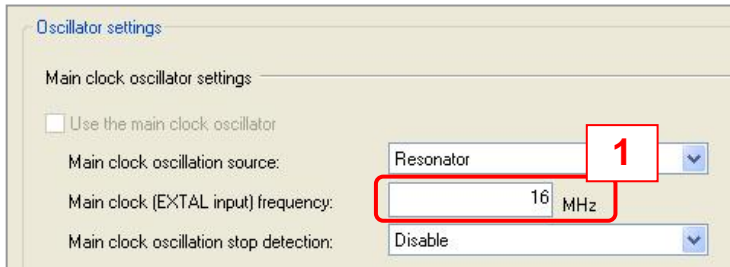 Oscillator settings
Main clock oscillator settings
Use the main clock oscillator
Main clock oscillation source: Resonator
1
Main clock (EXTAL input) frequency: 16 MHz
Main clock oscillation stop detection: Disable